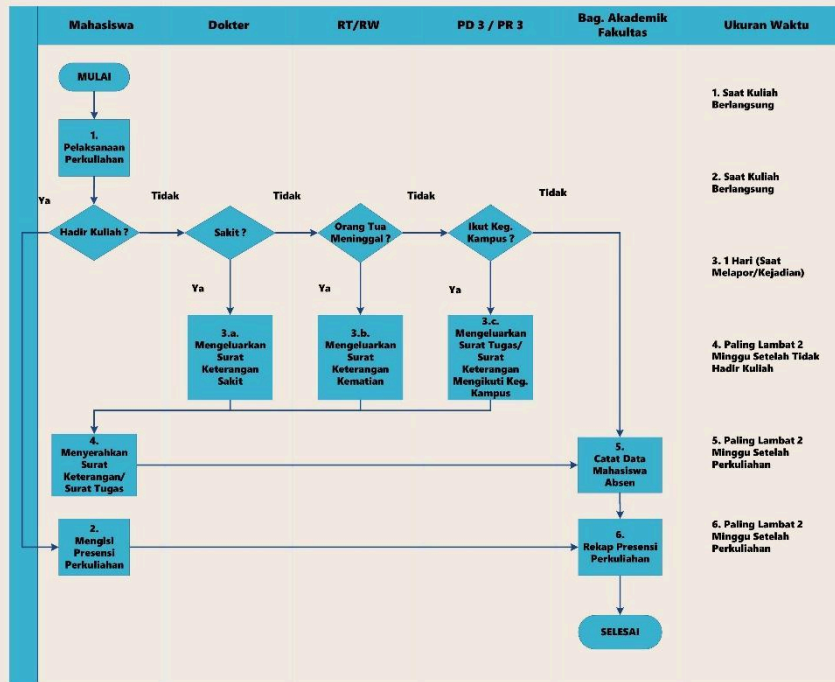 Mahasiswa
Dokter
RT/RW
PD 3 / PR 3
Bag. Akademik
Fakultas
Ukuran Waktu
MULAI
1.
Pelaksanaan
Perkuliahan
Ya
Hadir Kuliah ?
Tidak
Sakit ?
Tidak
Orang Tua
Meninggal ?
Tidak
Ikut Keg.
Kampus ?
Tidak
Ya
3.a.
Mengeluarkan
Surat
Keterangan
Sakit
Ya
3.b.
Mengeluarkan
Surat
Keterangan
Kematian
Ya
3.c.
Mengeluarkan
Surat Tugas/
Surat
Keterangan
Mengikuti Keg.
Kampus
4.
Menyerahkan
Surat
Keterangan/
Surat Tugas
5.
Catat Data
Mahasiswa
Absen
2.
Mengisi
Presensi
Perkuliahan
6.
Rekap Presensi
Perkuliahan
SELESAI
1. Saat Kuliah
Berlangsung
2. Saat Kuliah
Berlangsung
3. 1 Hari (Saat
Melapor/Kejadian)
4. Paling Lambat 2
Minggu Setelah Tidak
Hadir Kuliah
5. Paling Lambat 2
Minggu Setelah
Perkuliahan
6. Paling Lambat 2
Minggu Setelah
Perkuliahan